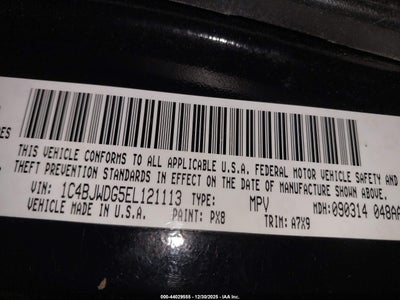 RES
THIS VEHICLE CONFORMS TO ALL APPLICABLE U.S.A. FEDERAL MOTOR VEHICLE SAFETY AND
THEFT PREVENTION STANDARDS IN EFFECT ON THE DATE OF MANUFACTURE SHOWN ABOVE.
VIN: 1C4BJWDG5EL121113 TYPE: MPV MDH: 090314 048AA
VEHICLE MADE IN U.S.A. PAINT: PX8 TRIM: A7X9
000-44029555 - 12/30/2025 - IAA, Inc.